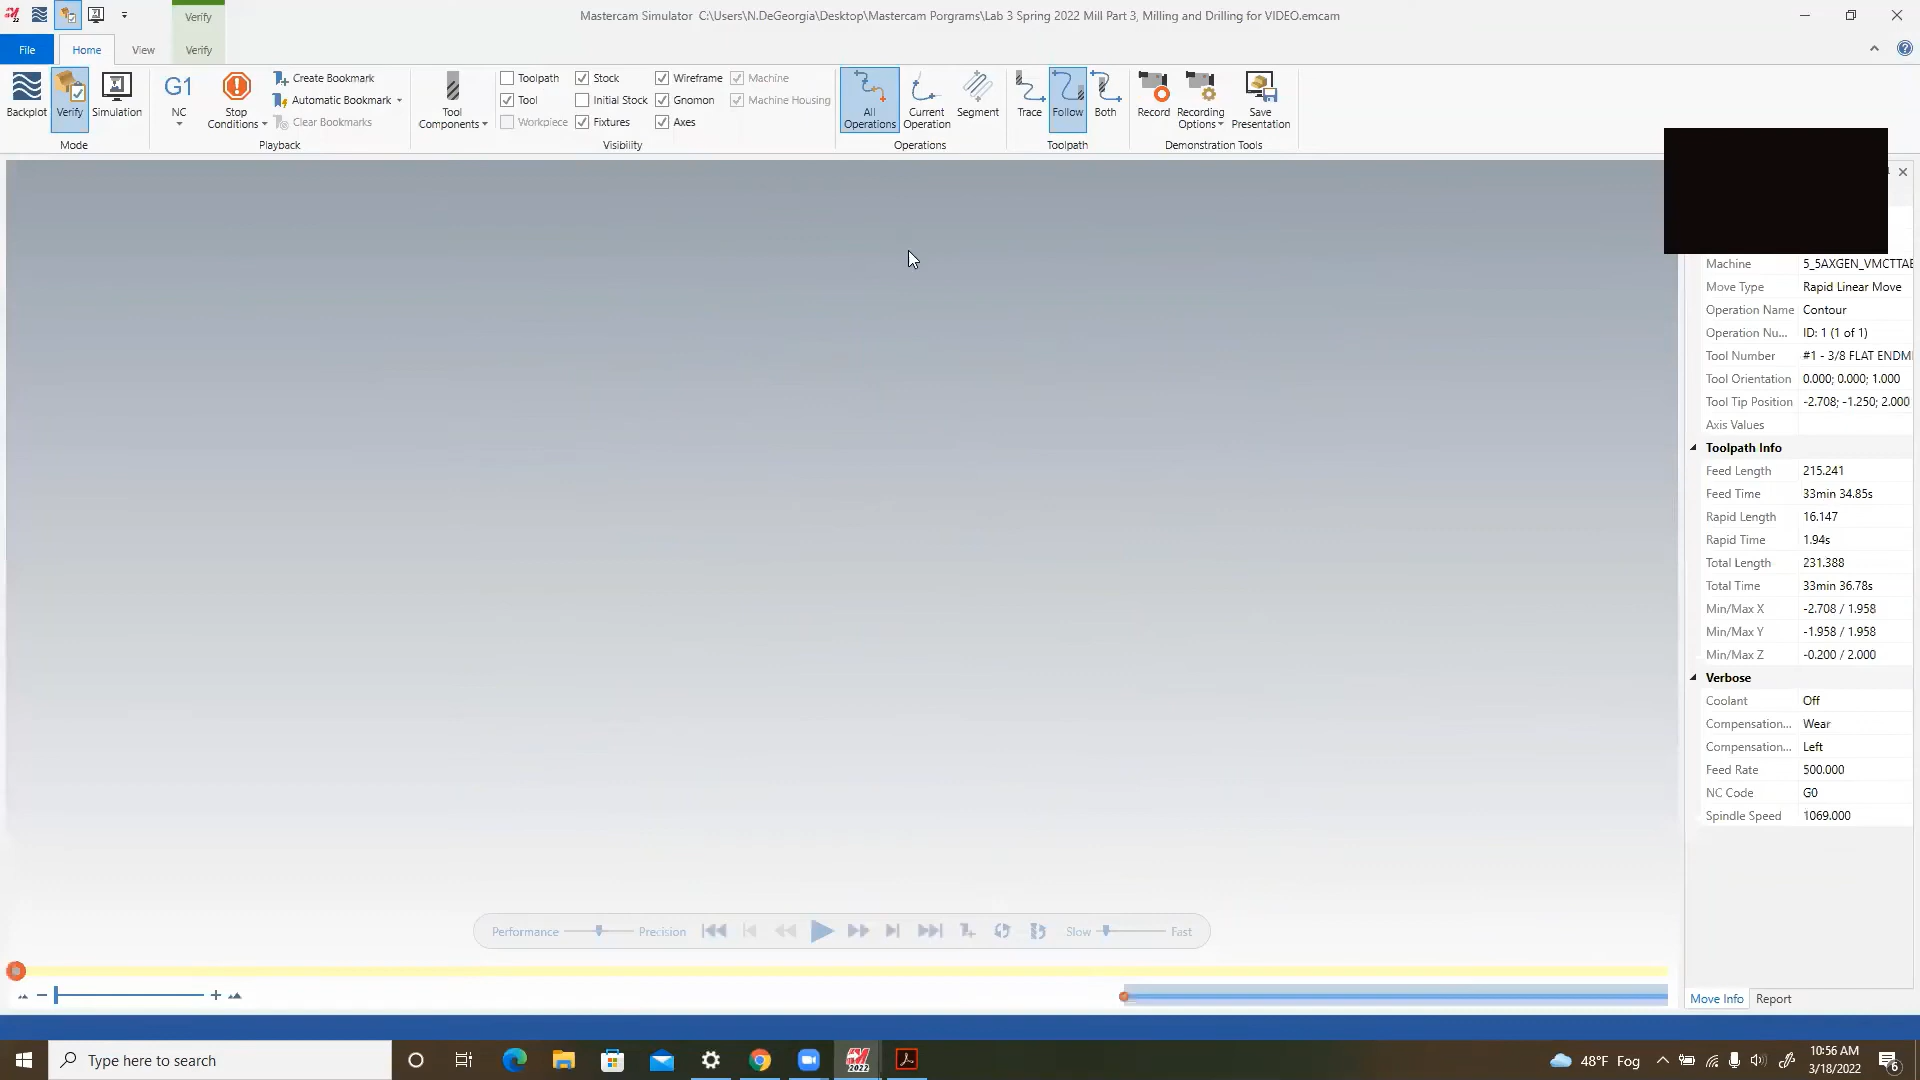 Verify
Mastercam Simulator C:\Users\N.DeGeorgia\Desktop\Mastercam Porgrams\Lab 3 Spring 2022 Mill Part 3, Milling and Drilling for VIDEO.emcam
File Home View Verify
Backplot Verify Simulation
Mode
G1
NC
Stop Conditions
Create Bookmark
Automatic Bookmark
Clear Bookmarks
Playback
Tool Components
Toolpath Stock Wireframe Machine
Tool Initial Stock Gnomon Machine Housing
Workpiece Fixtures Axes
Visibility
All Operations
Current Operation
Segment
Operations
Trace Follow Both
Toolpath
Record
Recording Options
Save Presentation
Demonstration Tools
Machine 5_5AXGEN_VMCTTAE
Move Type Rapid Linear Move
Operation Name Contour
Operation Nu... ID: 1 (1 of 1)
Tool Number #1 - 3/8 FLAT ENDM
Tool Orientation 0.000; 0.000; 1.000
Tool Tip Position -2.708; -1.250; 2.000
Axis Values
Toolpath Info
Feed Length 215.241
Feed Time 33min 34.85s
Rapid Length 16.147
Rapid Time 1.94s
Total Length 231.388
Total Time 33min 36.78s
Min/Max X -2.708 / 1.958
Min/Max Y -1.958 / 1.958
Min/Max Z -0.200 / 2.000
Verbose
Coolant Off
Compensation... Wear
Compensation... Left
Feed Rate 500.000
NC Code G0
Spindle Speed 1069.000
Performance Precision Slow Fast
Move Info Report
Type here to search
2022
48°F Fog
10:56 AM
3/18/2022
6